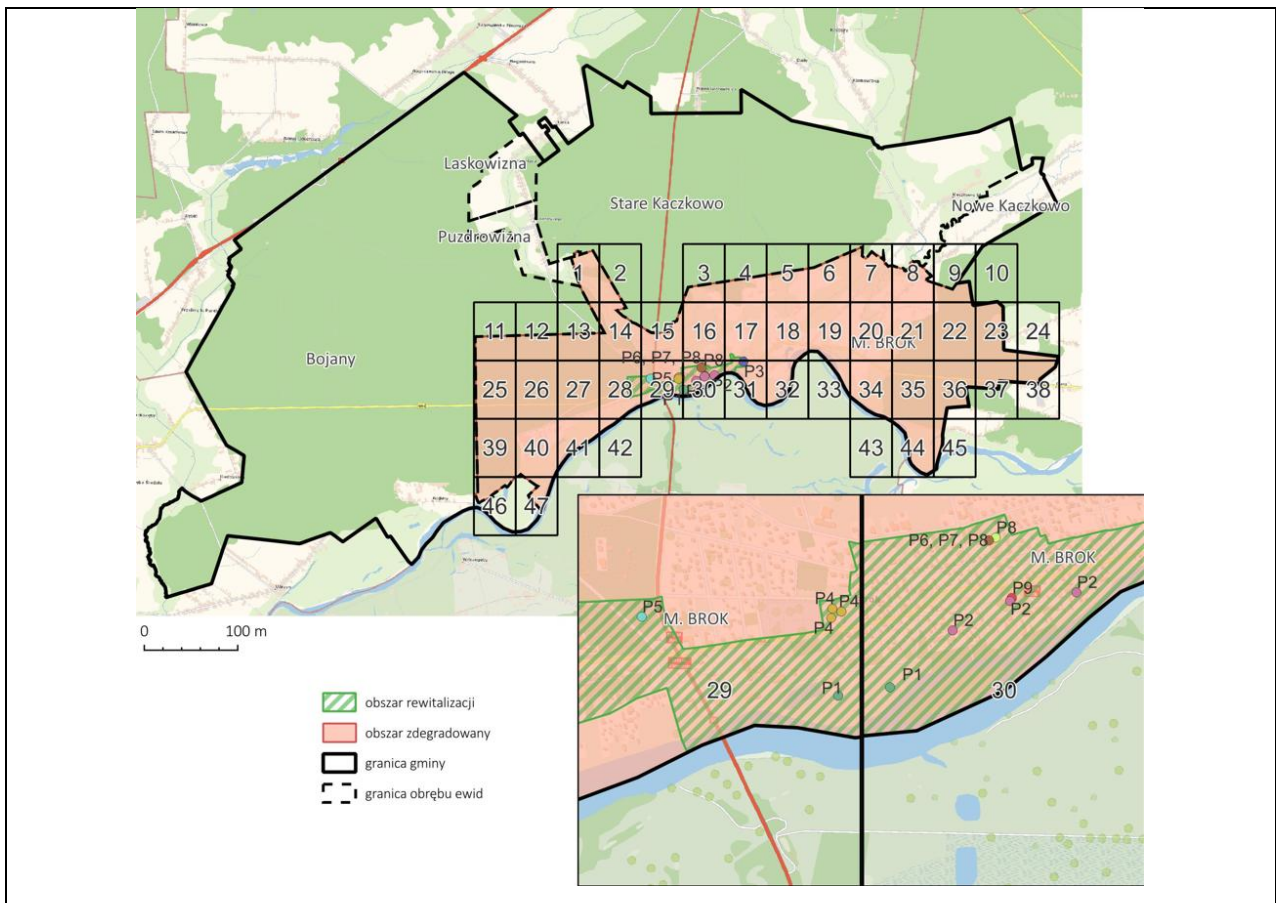 Laskowizna
Stare Kaczkowo
Nowe Kaczkowo
Puzdrowizna
1 2 3 4 5 6 7 8 9 10
11 12 13 14 15 16 17 18 19 20 21 22 23 24
M. BROK
Bojany
P6, P7, P8 P8
P5 P3
P2
25 26 27 28 29 30 31 32 33 34 35 36 37 38
39 40 41 42 43 44 45
46 47
P8
P6, P7, P8
M. BROK
P9 P2
P5 P4 P4 P2
M. BROK P4 P2
P1 P1
29 30
0 100 m
obszar rewitalizacji
obszar zdegradowany
granica gminy
granica obrębu ewid